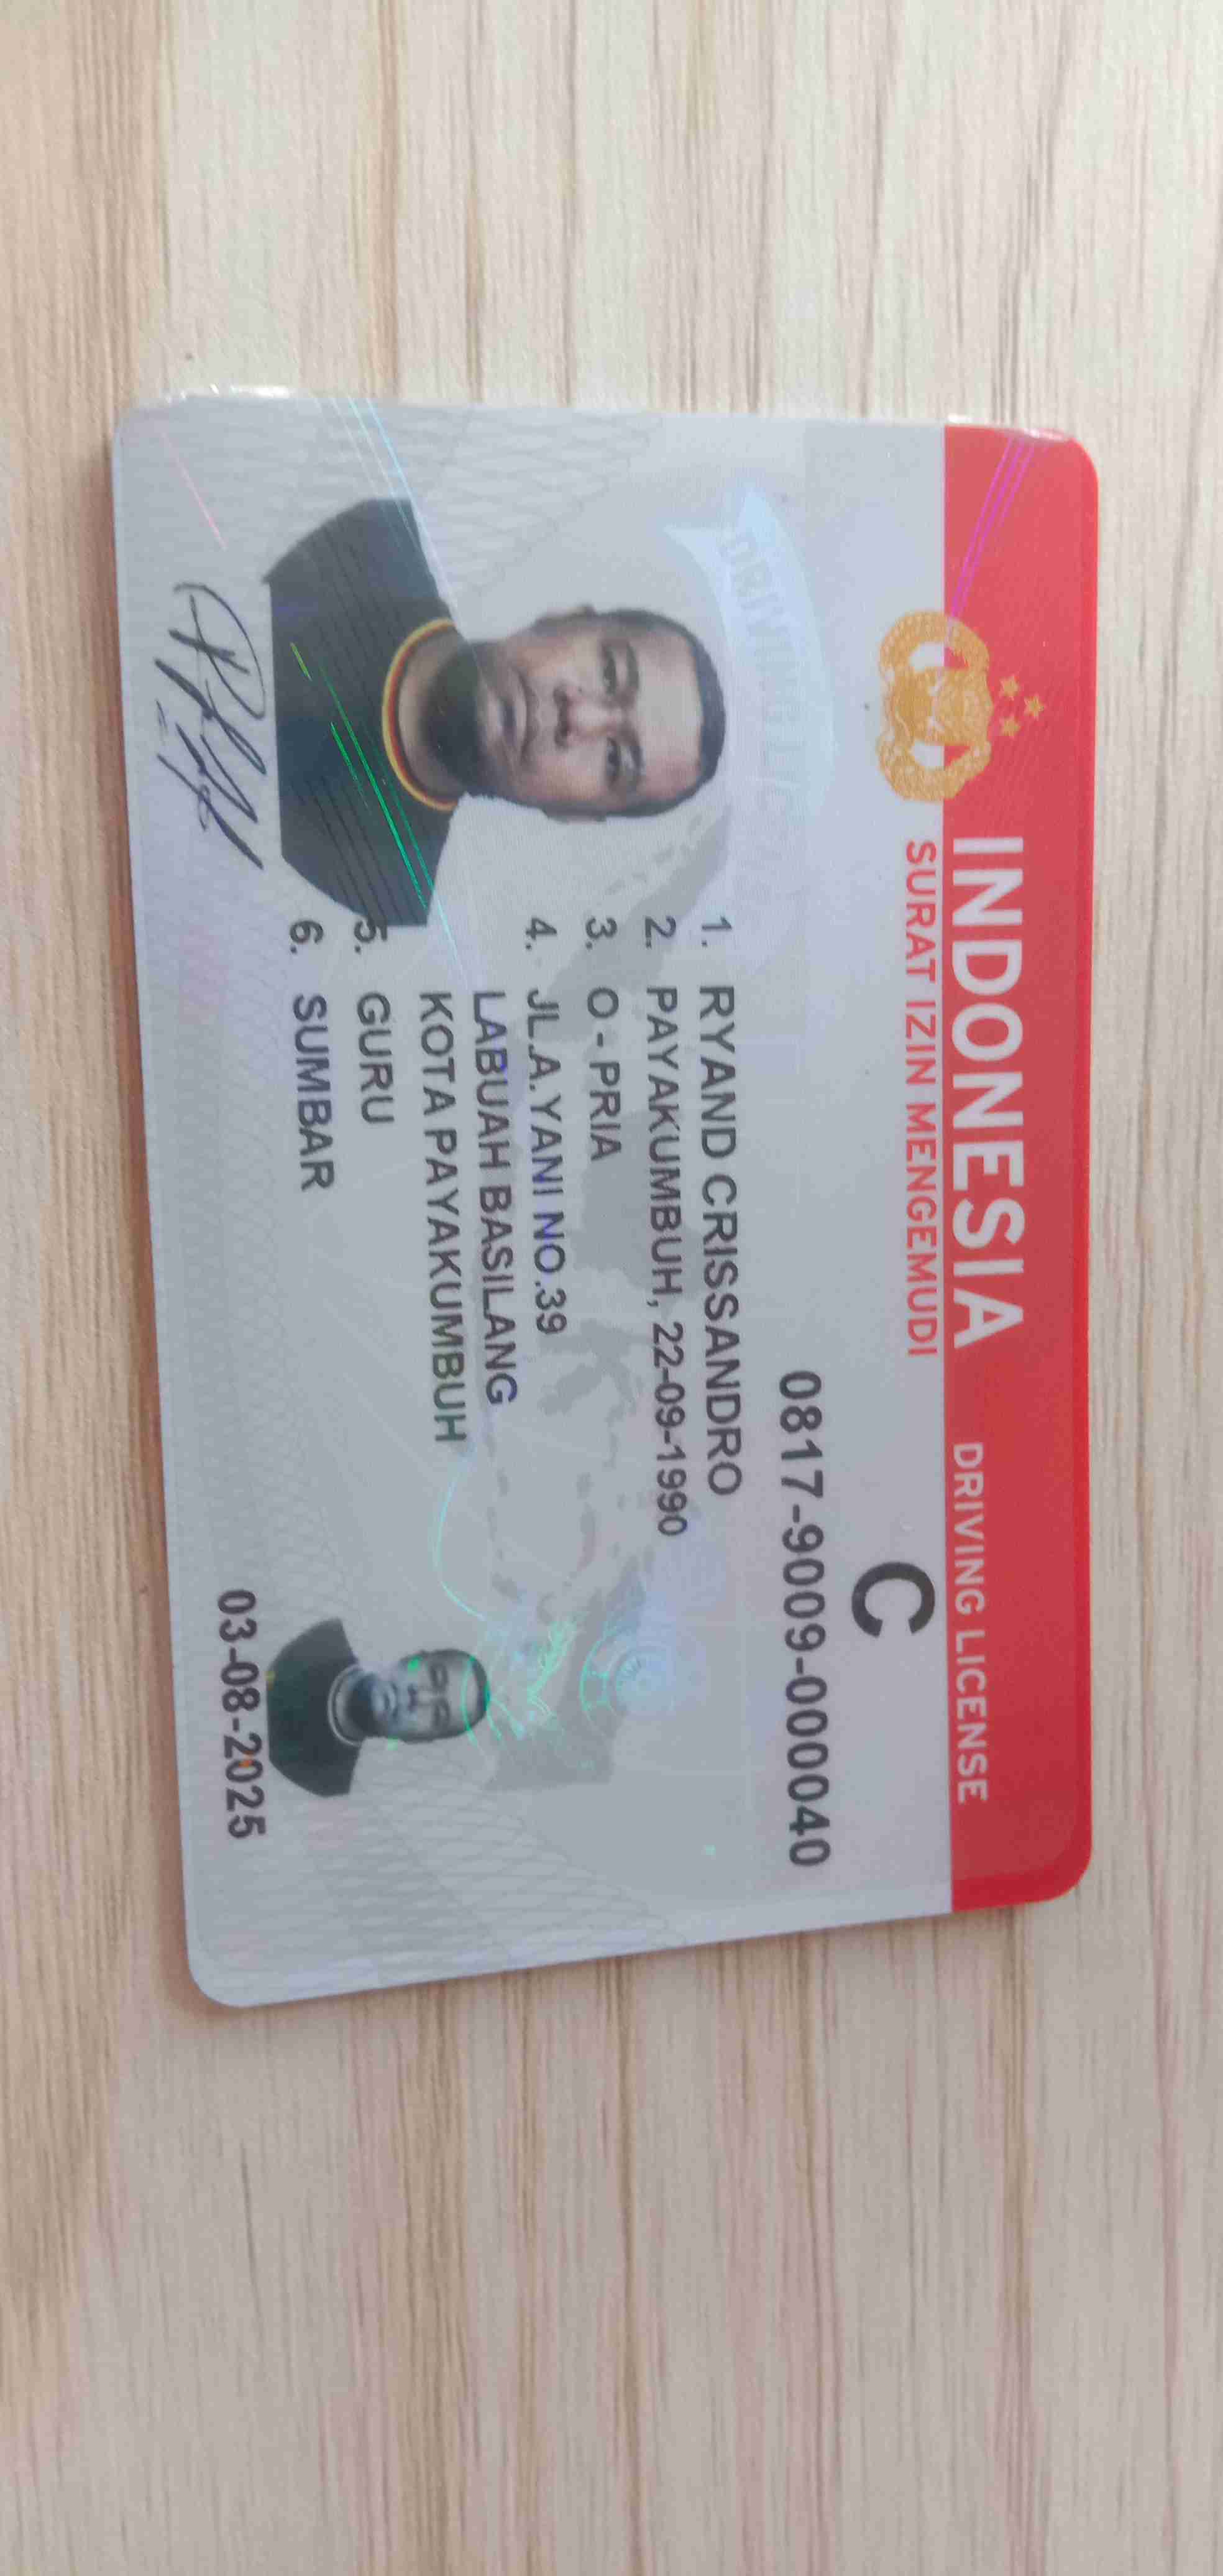 INDONESIA DRIVING LICENSE
SURAT IZIN MENGEMUDI
C
0817-9009-000040
1. RYAND CRISSANDRO
2. PAYAKUMBUH, 22-09-1990
3. O - PRIA
4. JL.A.YANI NO.39
LABUAH BASILANG
KOTA PAYAKUMBUH
5. GURU
6. SUMBAR
03-08-2025